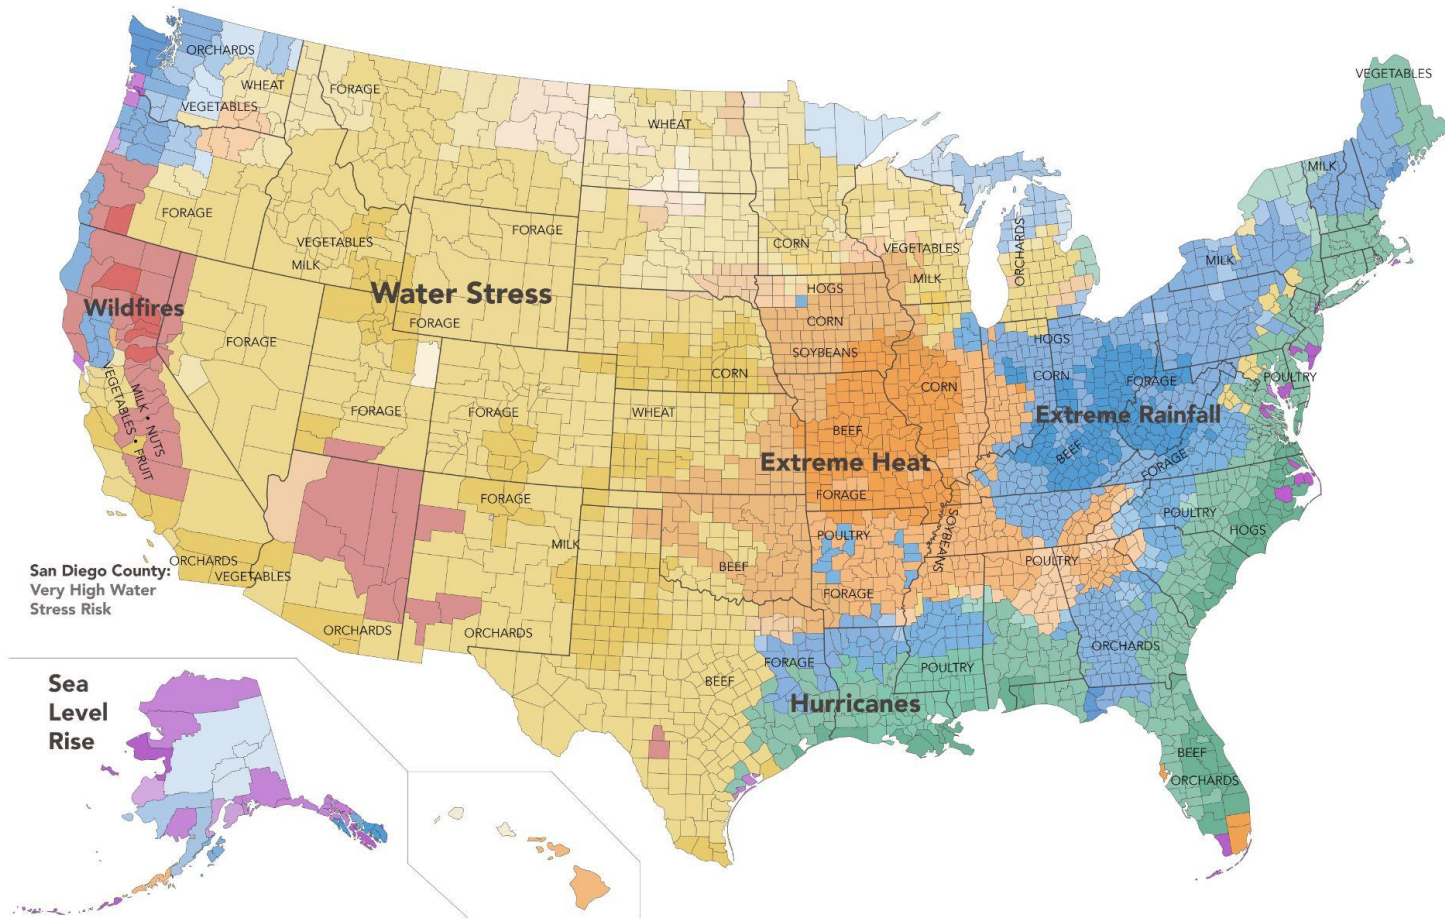 ORCHARDS
WHEAT
VEGETABLES
FORAGE
WHEAT
VEGETABLES
MILK
FORAGE
VEGETABLES
MILK
FORAGE
CORN
VEGETABLES
MILK
ORCHARDS
MILK
Wildfires
Water Stress
FORAGE
FORAGE
HOGS
CORN
SOYBEANS
HOGS
CORN
FORAGE
POULTRY
VEGETABLES • FRUIT
MILK • NUTS
FORAGE
FORAGE
CORN
WHEAT
CORN
BEEF
Extreme Heat
FORAGE
Extreme Rainfall
BEEF
FORAGE
FORAGE
MILK
POULTRY
SOYBEANS
POULTRY
HOGS
San Diego County:
Very High Water
Stress Risk
ORCHARDS
VEGETABLES
BEEF
FORAGE
POULTRY
ORCHARDS
ORCHARDS
ORCHARDS
BEEF
FORAGE
POULTRY
Hurricanes
BEEF
ORCHARDS
Sea
Level
Rise